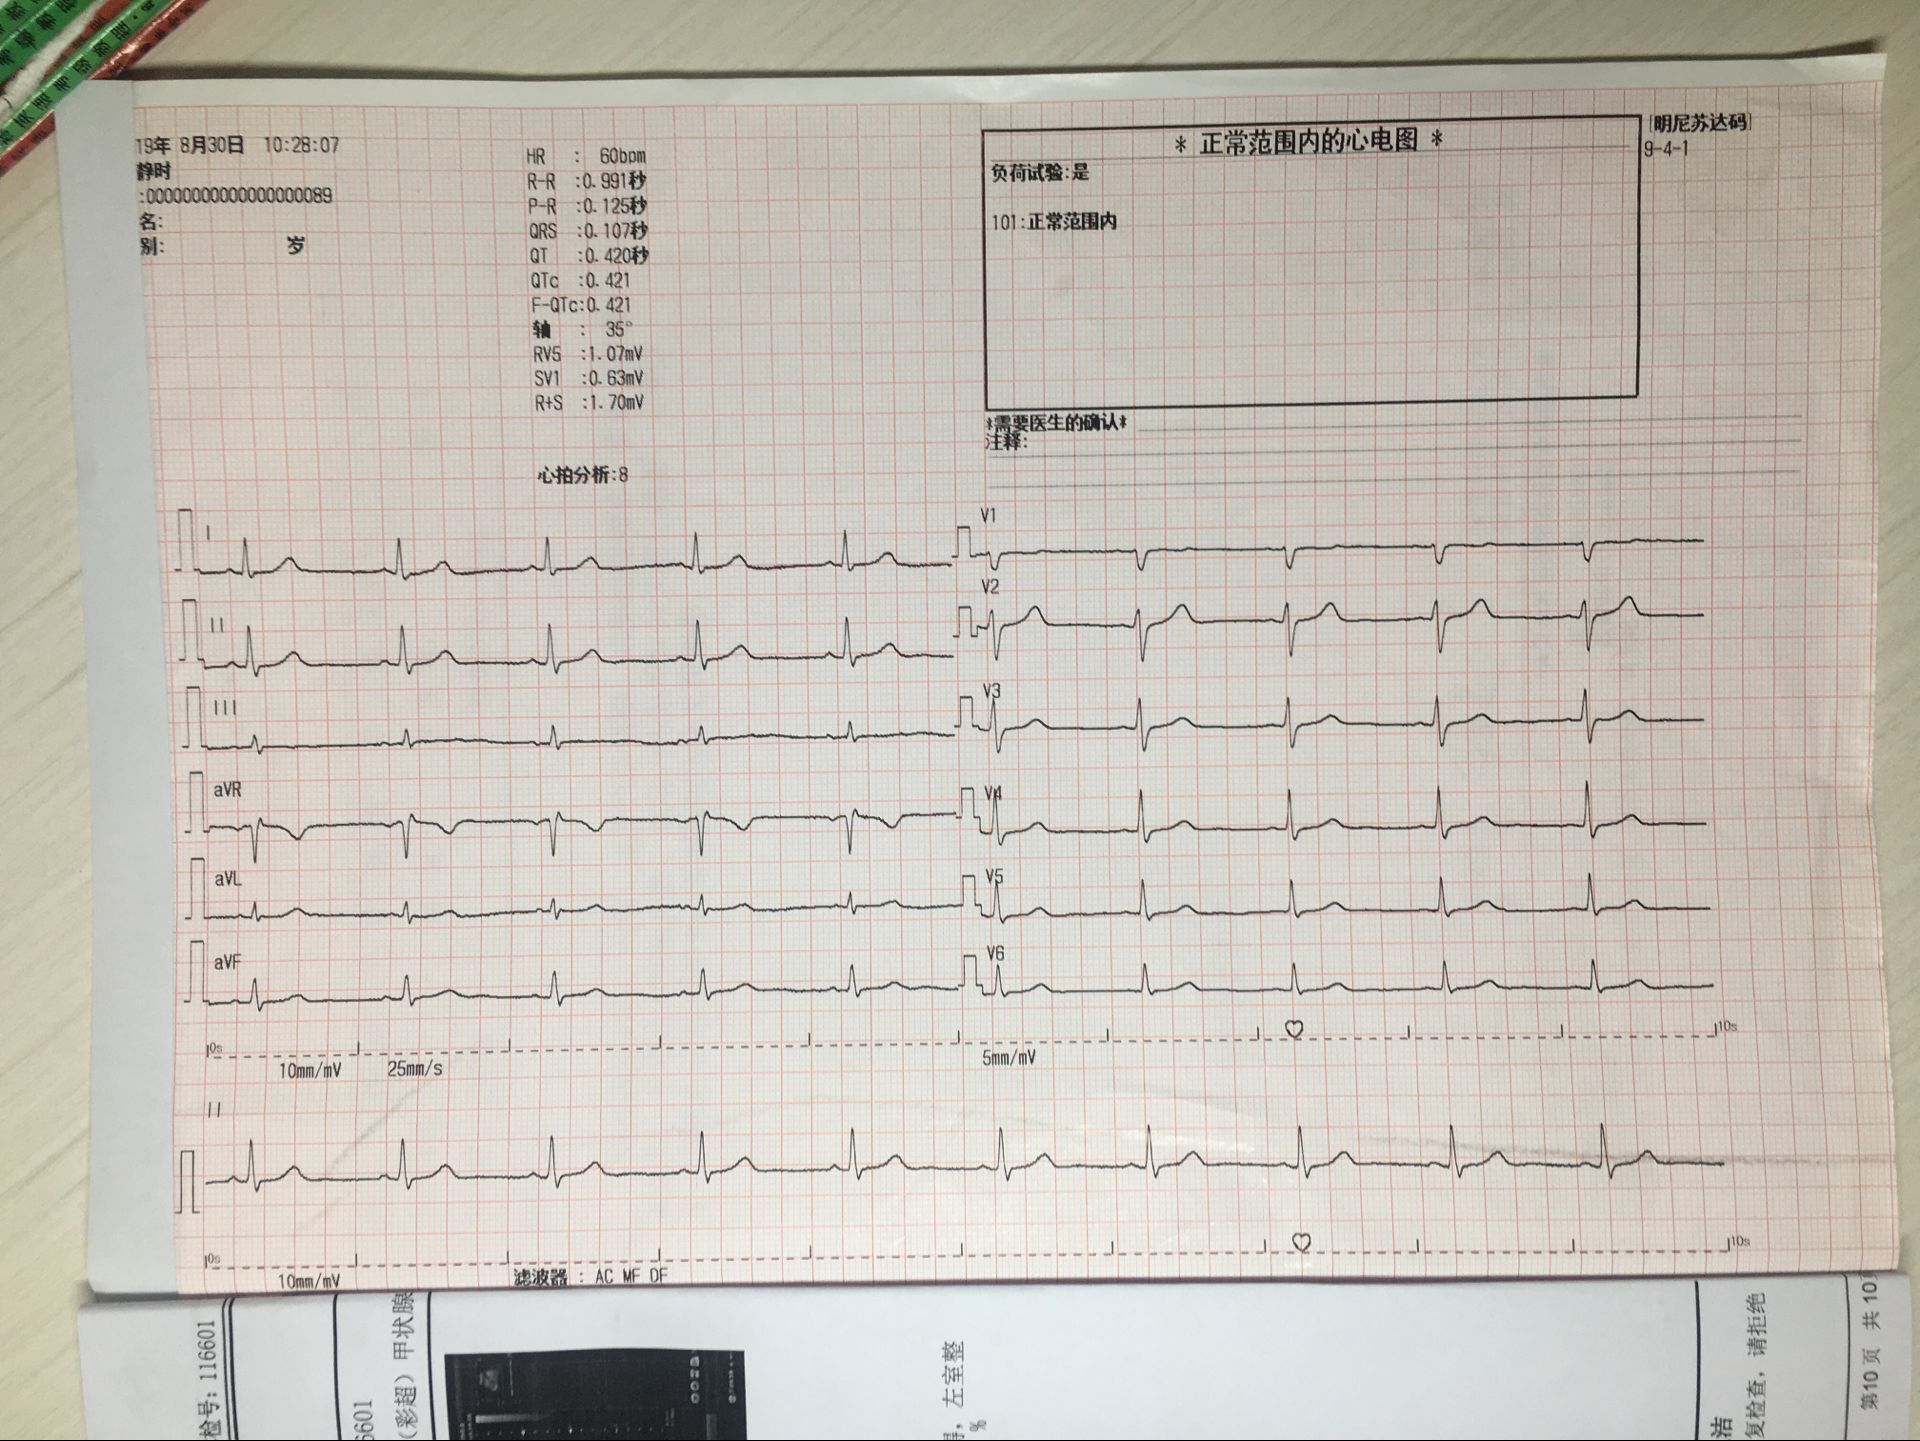 19年 8月30日 10:28:07
静时
:00000000000000000089
名:
别: 岁
HR : 60bpm
R-R :0.991秒
P-R :0.125秒
QRS :0.107秒
QT :0.420秒
QTc :0.421
F-QTc:0.421
轴 : 35°
RV5 :1.07mV
SV1 :0.63mV
R+S :1.70mV
心拍分析:8
* 正常范围内的心电图 *
负荷试验:是
101:正常范围内
[明尼苏达码]
9-4-1
*需要医生的确认*
注释:
I
II
III
aVR
aVL
aVF
V1
V2
V3
V4
V5
V6
0s
10s
10mm/mV 25mm/s
5mm/mV
II
0s
10s
10mm/mV
滤波器 : AC MF DF
检号: 116601
6601
(彩超) 甲状腺
, 左室整
%
洁
复检查, 请拒绝
第10页 共10